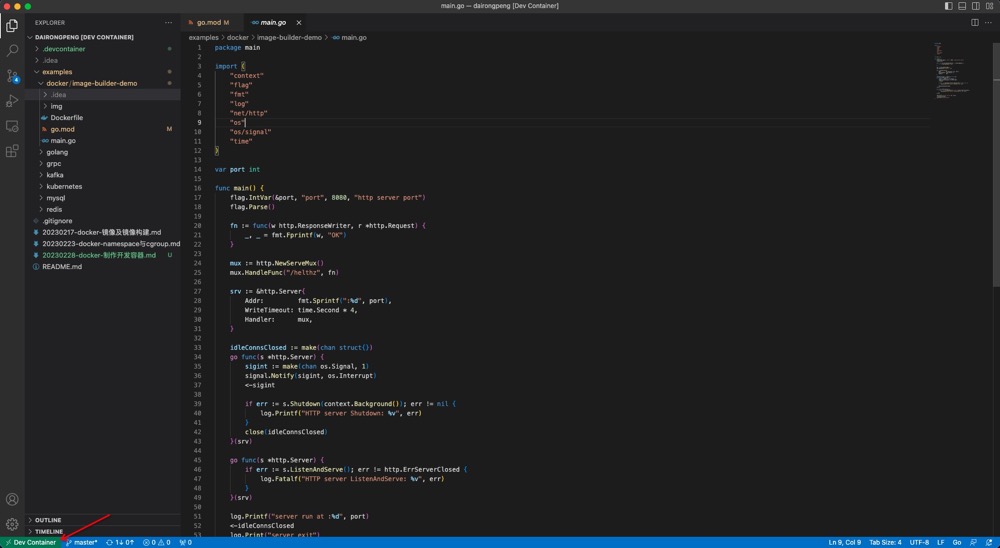 main.go — dairongpeng [Dev Container]
EXPLORER
DAIRONGPENG [DEV CONTAINER]
.devcontainer
.idea
examples
docker/image-builder-demo
.idea
img
Dockerfile
go.mod M
main.go
golang
grpc
kafka
kubernetes
mysql
redis
.gitignore
20230217-docker-镜像及镜像构建.md
20230223-docker-namespace与cgroup.md
20230228-docker-制作开发容器.md U
README.md
OUTLINE
TIMELINE
4
go.mod M
main.go
examples > docker > image-builder-demo > main.go
1 package main
2
3 import (
4 "context"
5 "flag"
6 "fmt"
7 "log"
8 "net/http"
9 "os"
10 "os/signal"
11 "time"
12 )
13
14 var port int
15
16 func main() {
17 flag.IntVar(&port, "port", 8080, "http server port")
18 flag.Parse()
19
20 fn := func(w http.ResponseWriter, r *http.Request) {
21 _, _ = fmt.Fprintf(w, "OK")
22 }
23
24 mux := http.NewServeMux()
25 mux.HandleFunc("/helthz", fn)
26
27 srv := &http.Server{
28 Addr: fmt.Sprintf(":%d", port),
29 WriteTimeout: time.Second * 4,
30 Handler: mux,
31 }
32
33 idleConnsClosed := make(chan struct{})
34 go func(s *http.Server) {
35 sigint := make(chan os.Signal, 1)
36 signal.Notify(sigint, os.Interrupt)
37 <-sigint
38
39 if err := s.Shutdown(context.Background()); err != nil {
40 log.Printf("HTTP server Shutdown: %v", err)
41 }
42 close(idleConnsClosed)
43 }(srv)
44
45 go func(s *http.Server) {
46 if err := s.ListenAndServe(); err != http.ErrServerClosed {
47 log.Fatalf("HTTP server ListenAndServe: %v", err)
48 }
49 }(srv)
50
51 log.Printf("server run at :%d", port)
52 <-idleConnsClosed
53 log.Print("server exit")
Dev Container
master*
1↓ 0↑
0 0
0
Ln 9, Col 9
Tab Size: 4
UTF-8
LF
Go